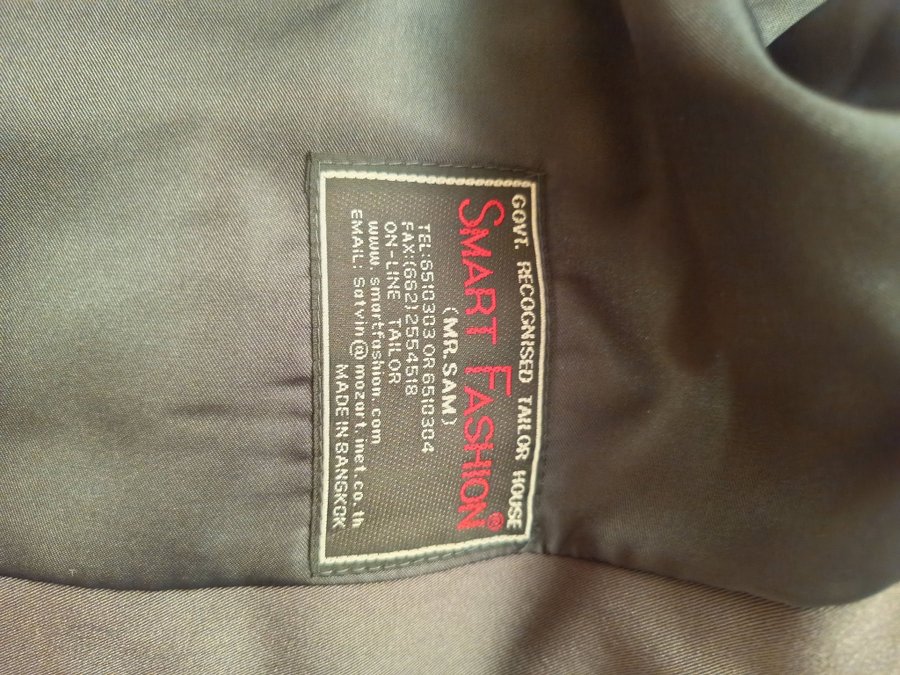 GOVT. RECOGNISED TAILOR HOUSE
SMART FASHION®
(MR.SAM)
TEL:6510303 OR 6510304
FAX:(662)2554518
ON-LINE TAILOR
www.smartfashion.com
EMAIL: Satvin@mozart.inet.co.th
MADE IN BANGKOK